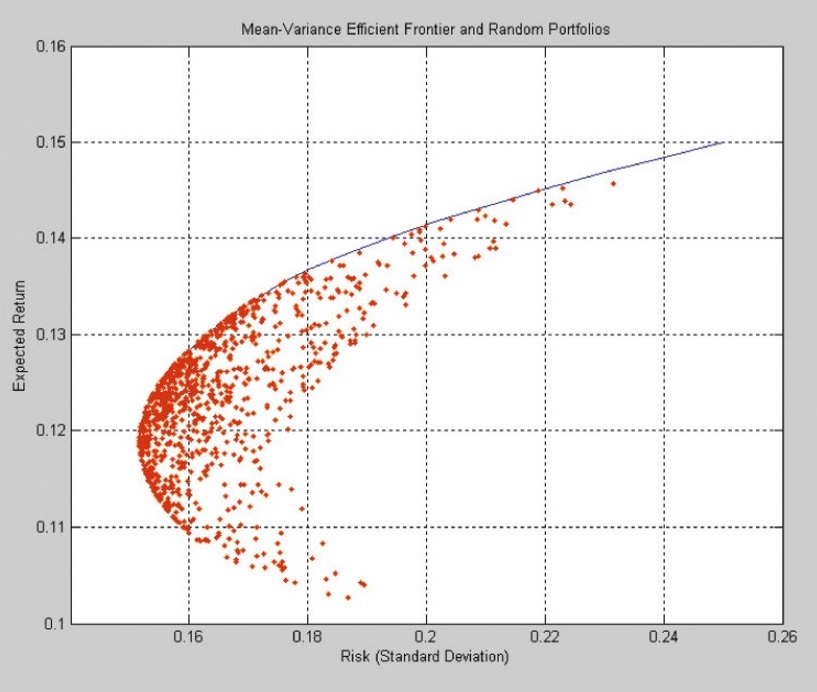 Mean-Variance Efficient Frontier and Random Portfolios
0.16
0.15
0.14
0.13
0.12
0.11
0.1
Expected Return
0.16 0.18 0.2 0.22 0.24 0.26
Risk (Standard Deviation)